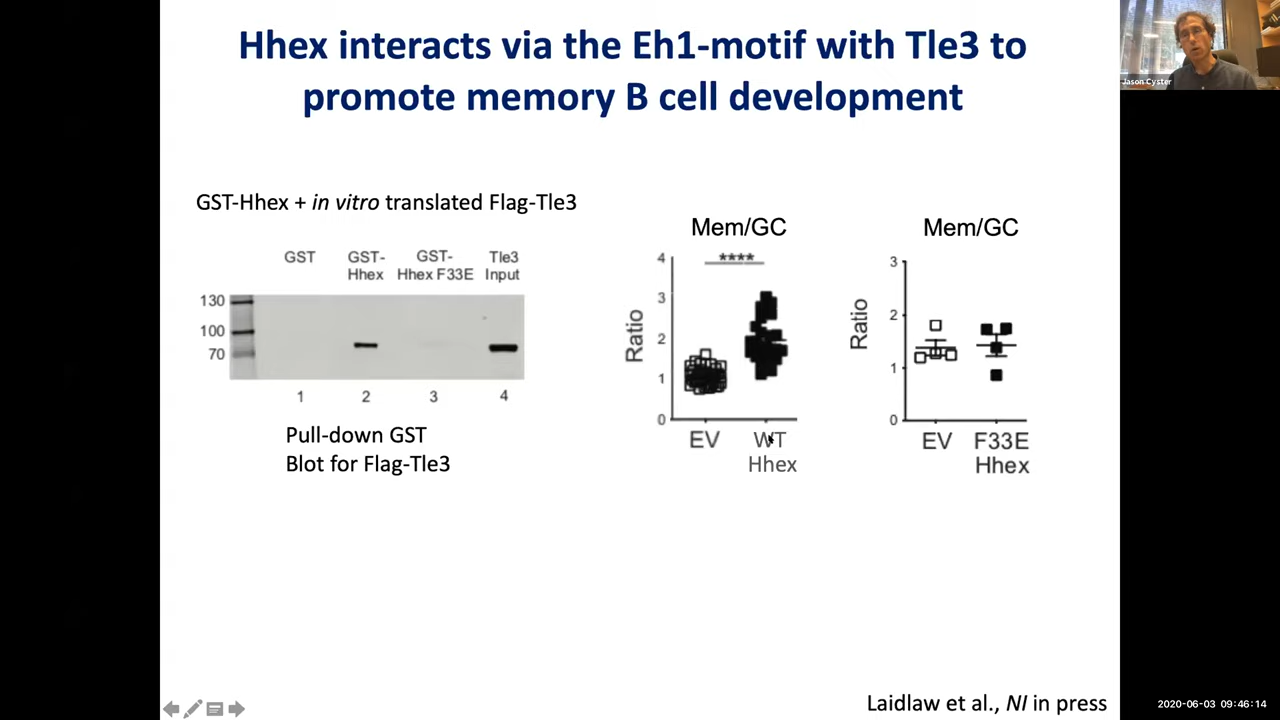 Hhex interacts via the Eh1-motif with Tle3 to
promote memory B cell development
Jason Cyster
GST-Hhex + in vitro translated Flag-Tle3
GST
GST-
Hhex
GST-
Hhex F33E
Tle3
Input
130
100
70
1
2
3
4
Pull-down GST
Blot for Flag-Tle3
Mem/GC
****
4
3
2
1
0
Ratio
EV
WT
Hhex
Mem/GC
3
2
1
0
Ratio
EV
F33E
Hhex
Laidlaw et al., NI in press
2020-06-03 09:46:14